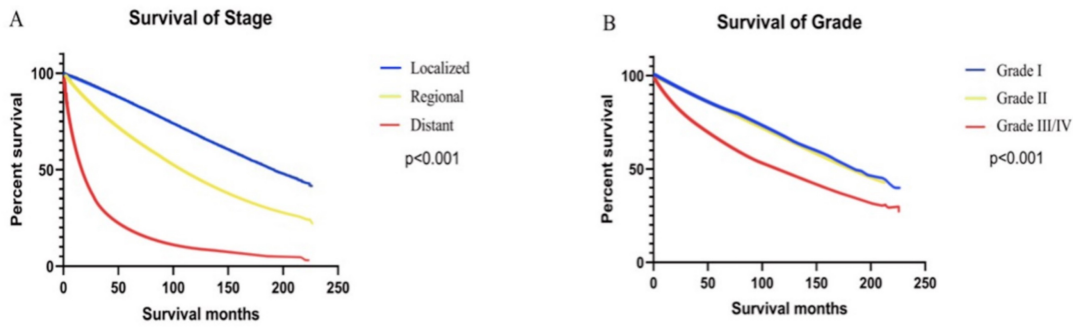 A
Survival of Stage
Percent survival
100
50
0
0 50 100 150 200 250
Survival months
Localized
Regional
Distant
p<0.001
B
Survival of Grade
Percent survival
100
50
0
0 50 100 150 200 250
Survival months
Grade I
Grade II
Grade III/IV
p<0.001